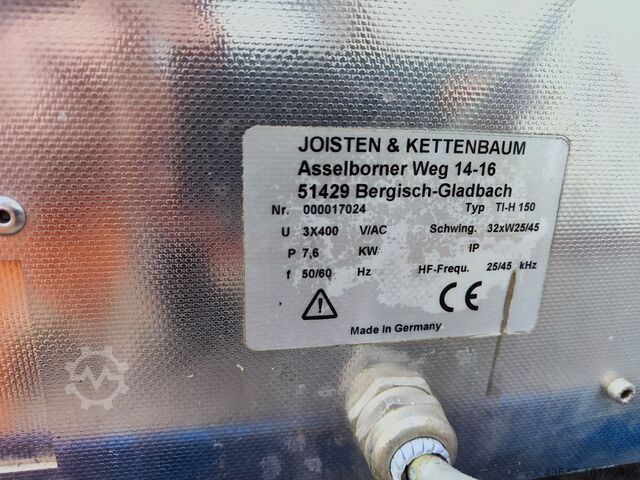 JOISTEN & KETTENBAUM
Asselborner Weg 14-16
51429 Bergisch-Gladbach
Nr. 000017024 Typ TI-H 150
U 3X400 V/AC Schwing. 32xW25/45
P 7,6 KW IP
f 50/60 Hz HF-Frequ. 25/45 kHz
CE
Made in Germany